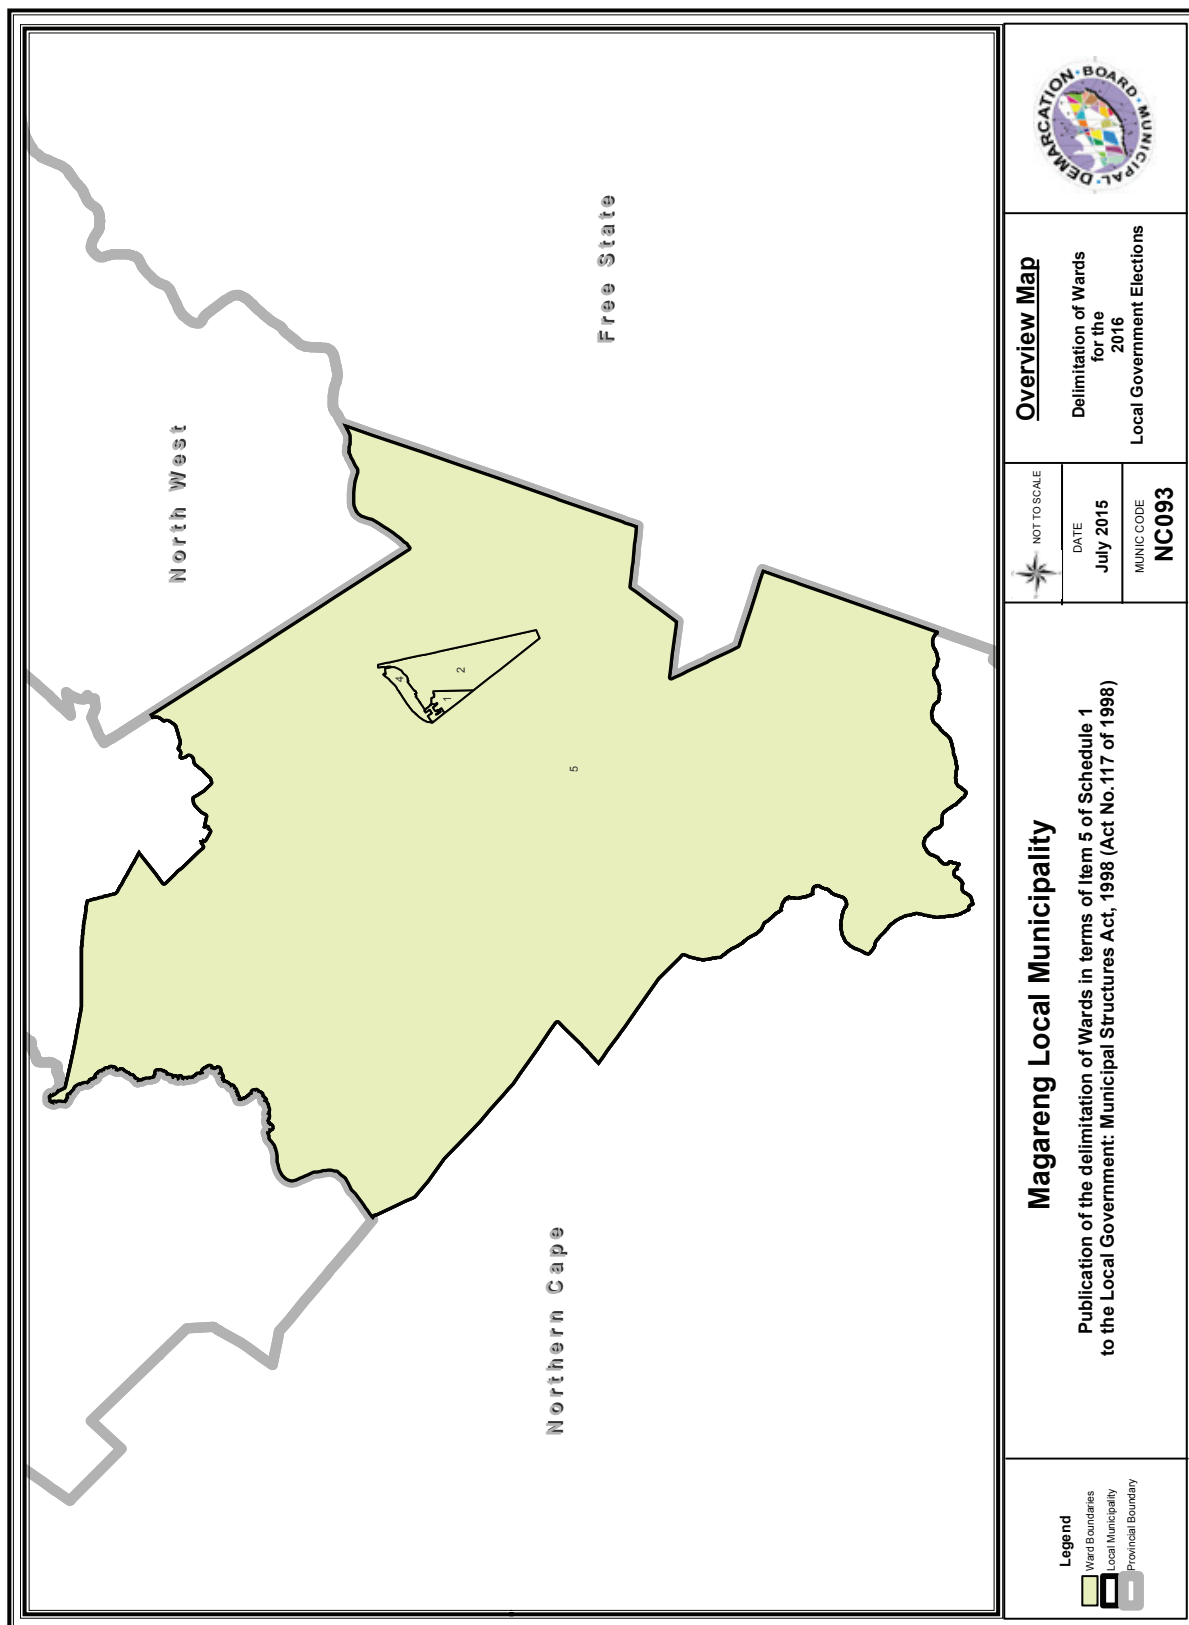 North West
Free State
Northern Cape
4
2
1
5
Legend
Ward Boundaries
Local Municipality
Provincial Boundary
Magareng Local Municipality
Publication of the delimitation of Wards in terms of Item 5 of Schedule 1
to the Local Government: Municipal Structures Act, 1998 (Act No.117 of 1998)
NOT TO SCALE
DATE
July 2015
MUNIC CODE
NC093
Overview Map
Delimitation of Wards
for the
2016
Local Government Elections
MUNICIPAL · DEMARCATION · BOARD